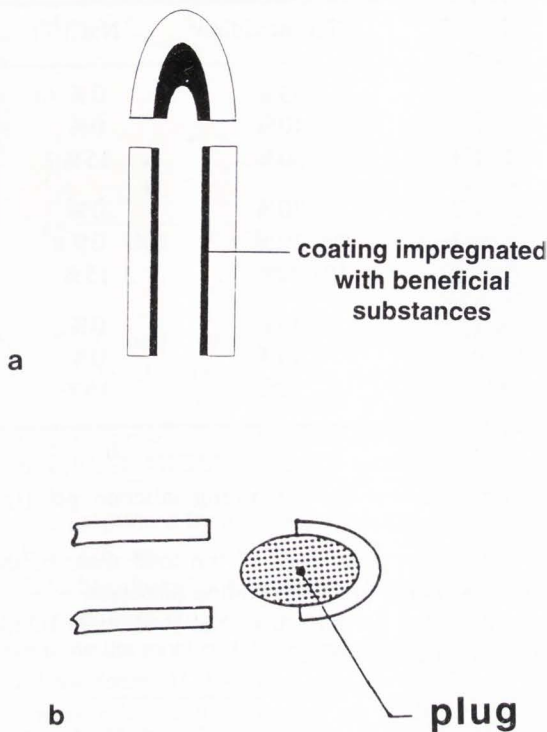 coating impregnated
with beneficial
substances
a
plug
b